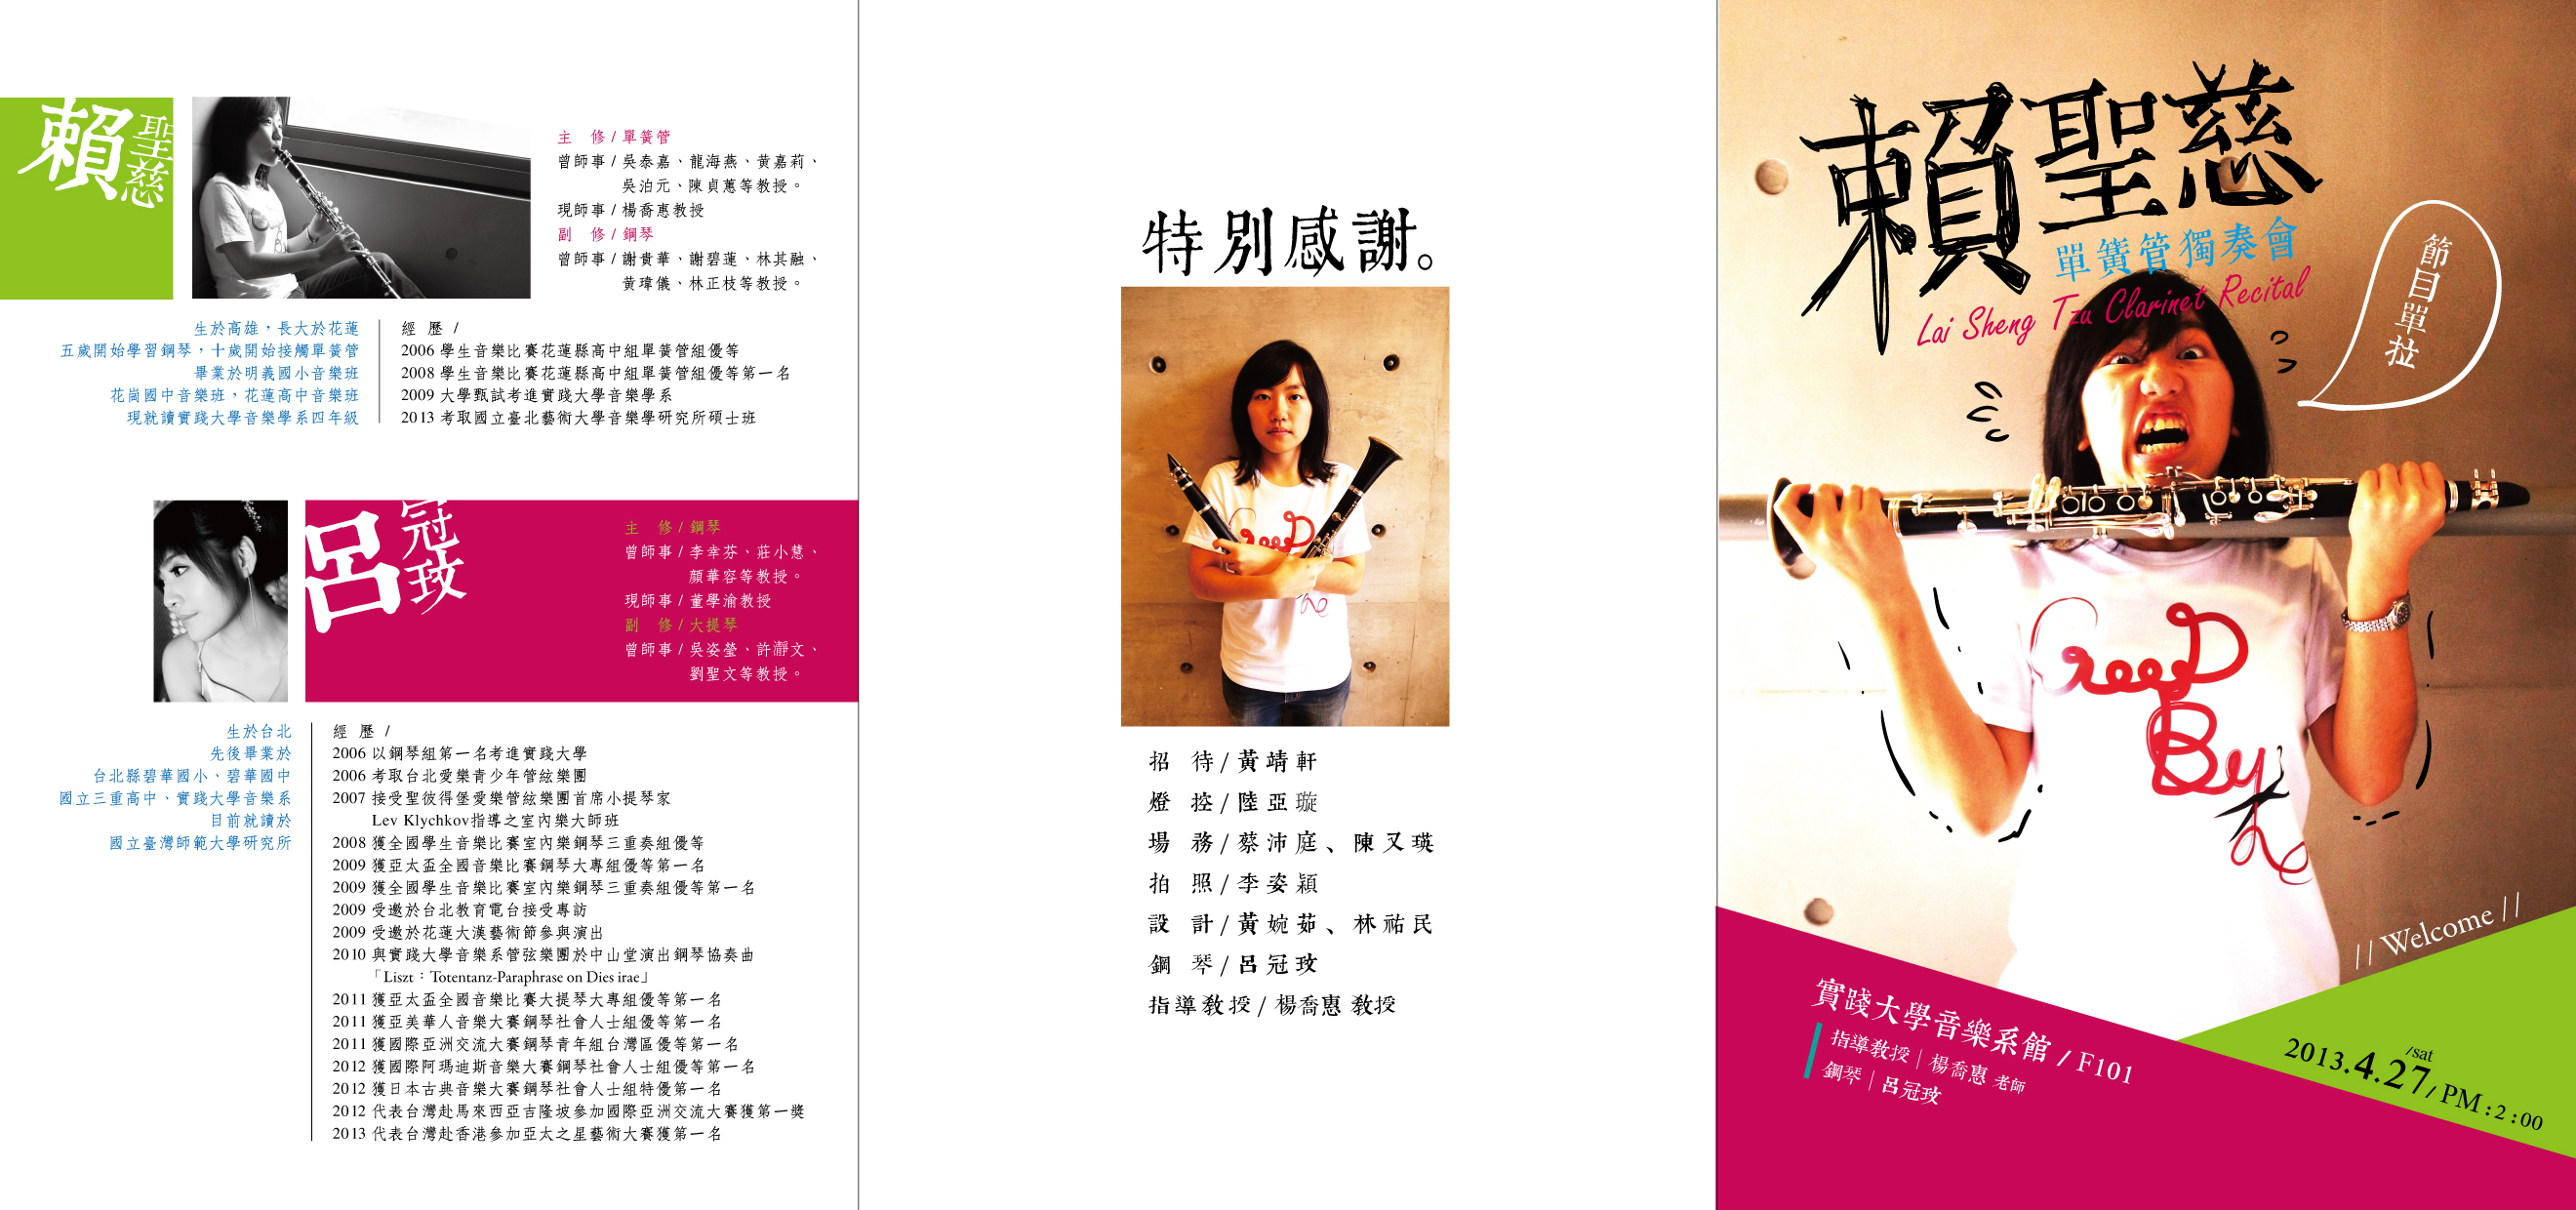 賴聖慈
主　修 / 單簧管
曾師事 / 吳泰嘉、龍海燕、黃嘉莉、
吳泊元、陳貞蕙等教授。
現師事 / 楊喬惠教授
副　修 / 鋼琴
曾師事 / 謝貴華、謝碧蓮、林其融、
黃瑋儀、林正枝等教授。
生於高雄，長大於花蓮
五歲開始學習鋼琴，十歲開始接觸單簧管
畢業於明義國小音樂班
花崗國中音樂班，花蓮高中音樂班
現就讀實踐大學音樂學系四年級
經 歷 /
2006 學生音樂比賽花蓮縣高中組單簧管組優等
2008 學生音樂比賽花蓮縣高中組單簧管組優等第一名
2009 大學甄試考進實踐大學音樂學系
2013 考取國立臺北藝術大學音樂學研究所碩士班
呂冠玫
主　修 / 鋼琴
曾師事 / 李幸芬、莊小慧、
顏華容等教授。
現師事 / 董學渝教授
副　修 / 大提琴
曾師事 / 吳姿瑩、許瀞文、
劉聖文等教授。
生於台北
先後畢業於
台北縣碧華國小、碧華國中
國立三重高中、實踐大學音樂系
目前就讀於
國立臺灣師範大學研究所
經 歷 /
2006 以鋼琴組第一名考進實踐大學
2006 考取台北愛樂青少年管絃樂團
2007 接受聖彼得堡愛樂管絃樂團首席小提琴家
Lev Klychkov指導之室內樂大師班
2008 獲全國學生音樂比賽室內樂鋼琴三重奏組優等
2009 獲亞太盃全國音樂比賽鋼琴大專組優等第一名
2009 獲全國學生音樂比賽室內樂鋼琴三重奏組優等第一名
2009 受邀於台北教育電台接受專訪
2009 受邀於花蓮大漢藝術節參與演出
2010 與實踐大學音樂系管弦樂團於中山堂演出鋼琴協奏曲
「Liszt：Totentanz-Paraphrase on Dies irae」
2011 獲亞太盃全國音樂比賽大提琴大專組優等第一名
2011 獲亞美華人音樂大賽鋼琴社會人士組優等第一名
2011 獲國際亞洲交流大賽鋼琴青年組台灣區優等第一名
2012 獲國際阿瑪迪斯音樂大賽鋼琴社會人士組優等第一名
2012 獲日本古典音樂大賽鋼琴社會人士組特優第一名
2012 代表台灣赴馬來西亞吉隆坡參加國際亞洲交流大賽獲第一獎
2013 代表台灣赴香港參加亞太之星藝術大賽獲第一名
特別感謝。
招　待 / 黃靖軒
燈　控 / 陸亞璇
場　務 / 蔡沛庭、陳又瑛
拍　照 / 李姿穎
設　計 / 黃婉茹、林祐民
鋼　琴 / 呂冠玫
指導教授 / 楊喬惠 教授
賴聖慈
單簧管獨奏會
Lai Sheng Tzu Clarinet Recital
節目單拉
CreeD
By
// Welcome //
實踐大學音樂系館 / F101
指導教授 | 楊喬惠 老師
鋼琴 | 呂冠玫
2013.4.27/sat / PM:2:00